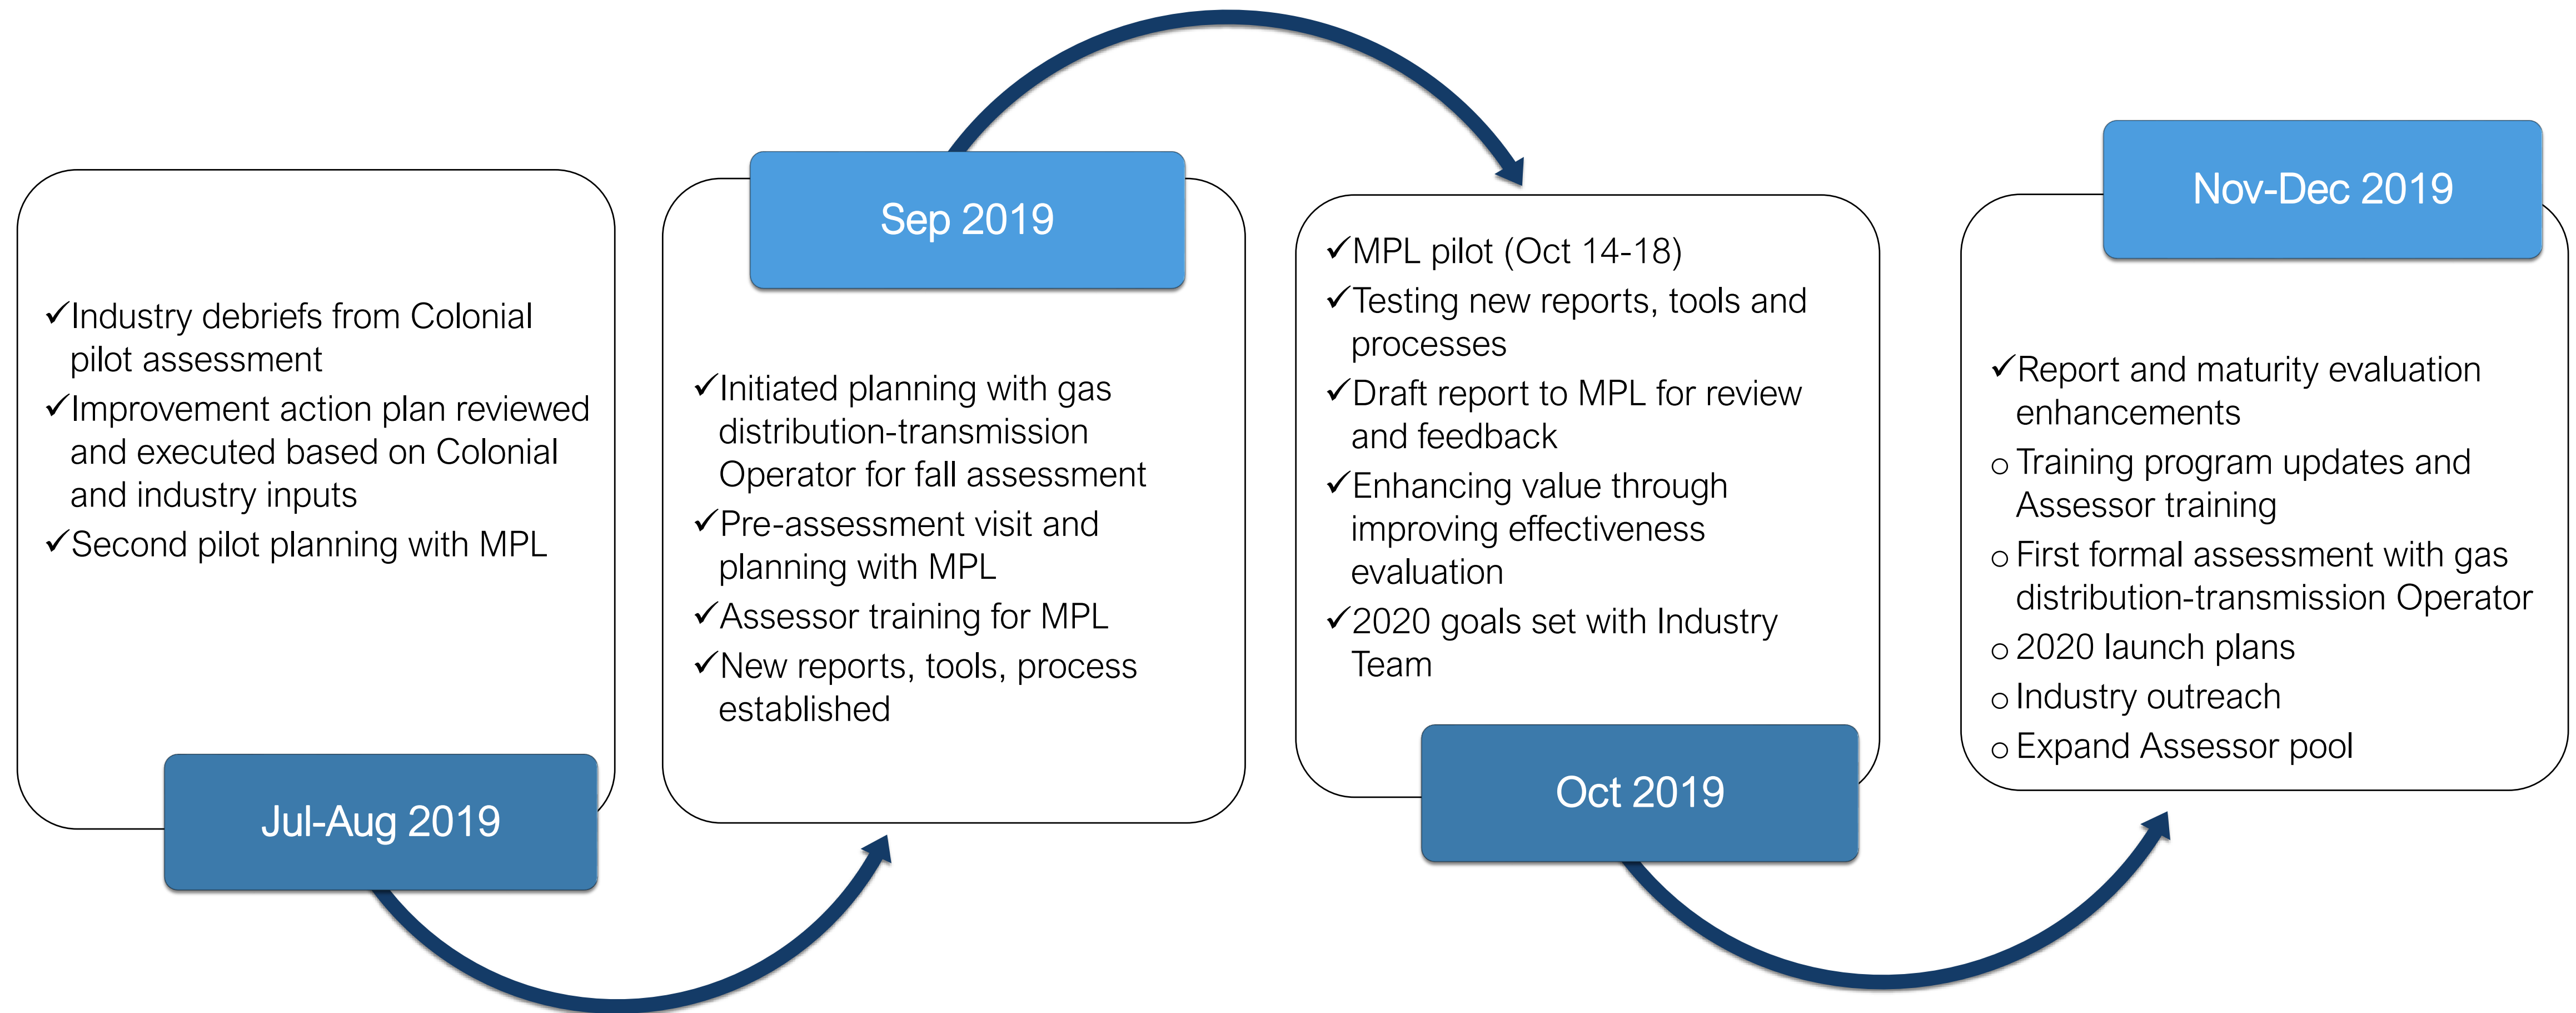 ✓Industry debriefs from Colonial
pilot assessment
✓Improvement action plan reviewed
and executed based on Colonial
and industry inputs
✓Second pilot planning with MPL
Jul-Aug 2019
Sep 2019
✓Initiated planning with gas
distribution-transmission
Operator for fall assessment
✓Pre-assessment visit and
planning with MPL
✓Assessor training for MPL
✓New reports, tools, process
established
✓MPL pilot (Oct 14-18)
✓Testing new reports, tools and
processes
✓Draft report to MPL for review
and feedback
✓Enhancing value through
improving effectiveness
evaluation
✓2020 goals set with Industry
Team
Oct 2019
Nov-Dec 2019
✓Report and maturity evaluation
enhancements
o Training program updates and
Assessor training
o First formal assessment with gas
distribution-transmission Operator
o 2020 launch plans
o Industry outreach
o Expand Assessor pool